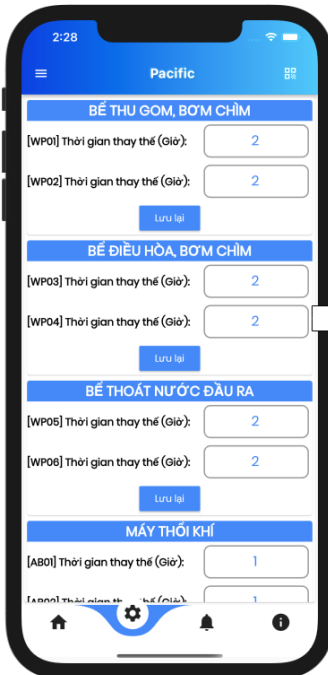 2:28
Pacific
BỂ THU GOM, BƠM CHÌM
[WP01] Thời gian thay thế (Giờ):
2
[WP02] Thời gian thay thế (Giờ):
2
Lưu lại
BỂ ĐIỀU HÒA, BƠM CHÌM
[WP03] Thời gian thay thế (Giờ):
2
[WP04] Thời gian thay thế (Giờ):
2
Lưu lại
BỂ THOÁT NƯỚC ĐẦU RA
[WP05] Thời gian thay thế (Giờ):
2
[WP06] Thời gian thay thế (Giờ):
2
Lưu lại
MÁY THỔI KHÍ
[AB01] Thời gian thay thế (Giờ):
1
[AB02] Thời gian
1